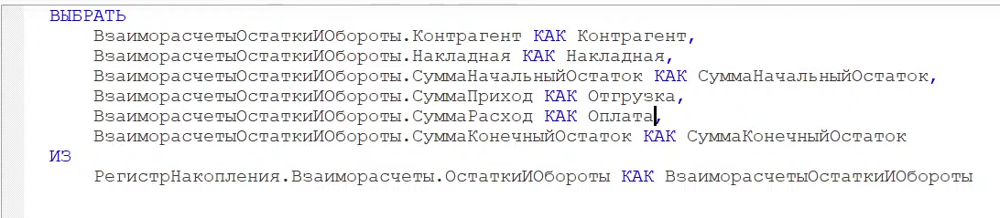 ВЫБРАТЬ
ВзаиморасчетыОстаткиИОбороты.Контрагент КАК Контрагент,
ВзаиморасчетыОстаткиИОбороты.Накладная КАК Накладная,
ВзаиморасчетыОстаткиИОбороты.СуммаНачальныйОстаток КАК СуммаНачальныйОстаток,
ВзаиморасчетыОстаткиИОбороты.СуммаПриход КАК Отгрузка,
ВзаиморасчетыОстаткиИОбороты.СуммаРасход КАК Оплата,
ВзаиморасчетыОстаткиИОбороты.СуммаКонечныйОстаток КАК СуммаКонечныйОстаток
ИЗ
РегистрНакопления.Взаиморасчеты.ОстаткиИОбороты КАК ВзаиморасчетыОстаткиИОбороты